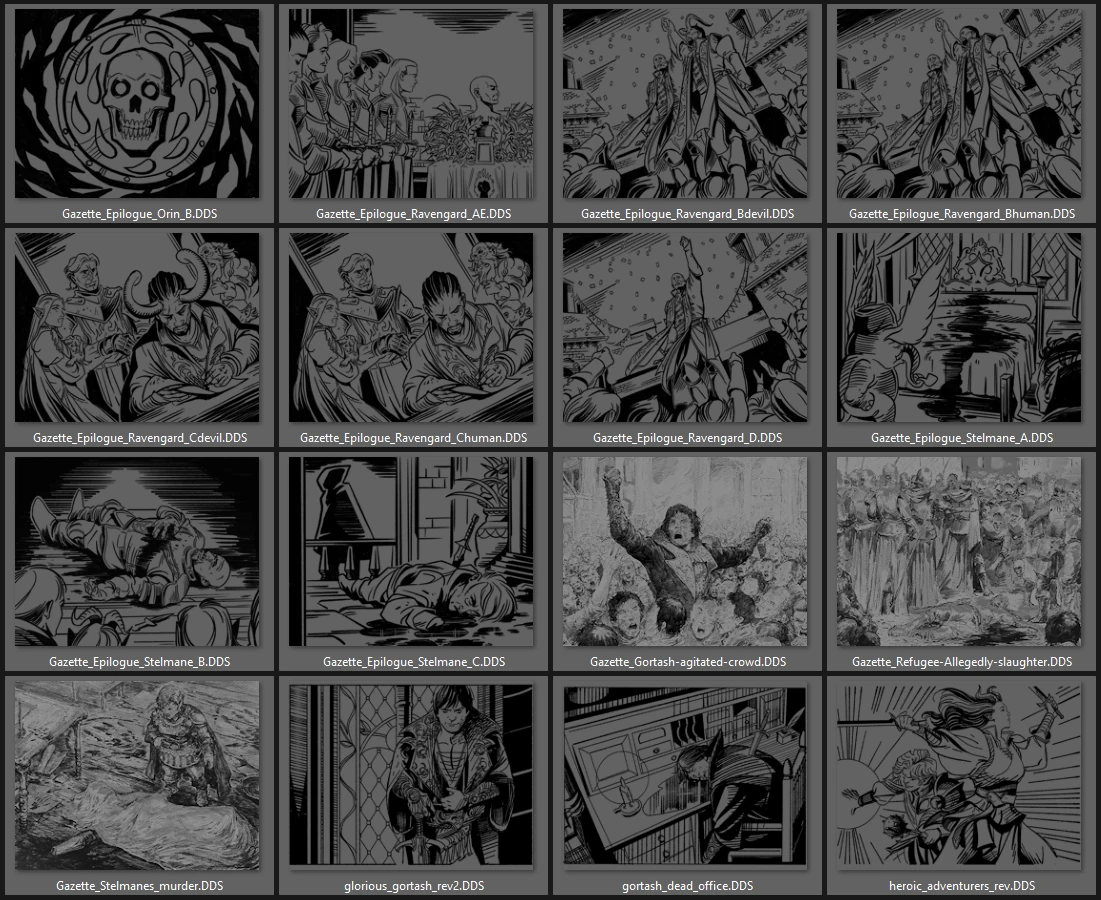 Gazette_Epilogue_Orin_B.DDS
Gazette_Epilogue_Ravengard_AE.DDS
Gazette_Epilogue_Ravengard_Bdevil.DDS
Gazette_Epilogue_Ravengard_Bhuman.DDS
Gazette_Epilogue_Ravengard_Cdevil.DDS
Gazette_Epilogue_Ravengard_Chuman.DDS
Gazette_Epilogue_Ravengard_D.DDS
Gazette_Epilogue_Stelmane_A.DDS
Gazette_Epilogue_Stelmane_B.DDS
Gazette_Epilogue_Stelmane_C.DDS
Gazette_Gortash-agitated-crowd.DDS
Gazette_Refugee-Allegedly-slaughter.DDS
Gazette_Stelmanes_murder.DDS
glorious_gortash_rev2.DDS
gortash_dead_office.DDS
heroic_adventurers_rev.DDS